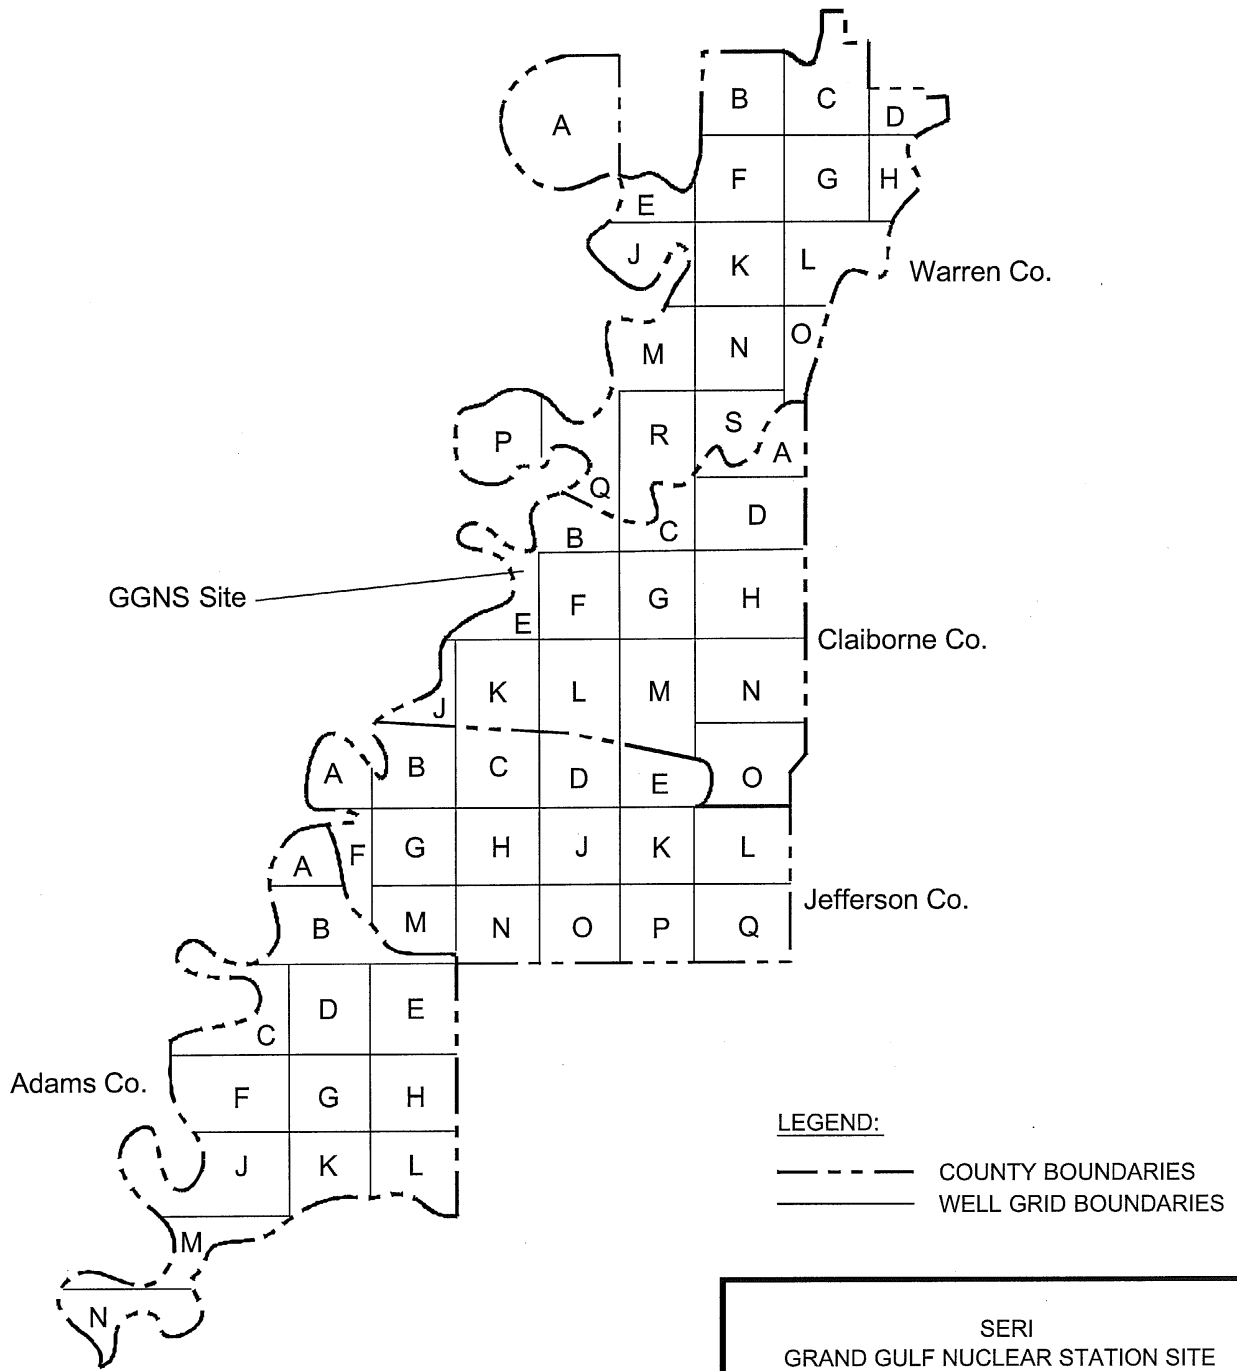 B
C
D
A
F
G
H
E
J
K
L
Warren Co.
M
N
O
P
R
S
A
Q
B
C
D
GGNS Site
E
F
G
H
Claiborne Co.
J
K
L
M
N
A
B
C
D
E
O
A
F
G
H
J
K
L
Jefferson Co.
B
M
N
O
P
Q
C
D
E
Adams Co.
F
G
H
J
K
L
M
N
LEGEND:
COUNTY BOUNDARIES
WELL GRID BOUNDARIES
SERI
GRAND GULF NUCLEAR STATION SITE